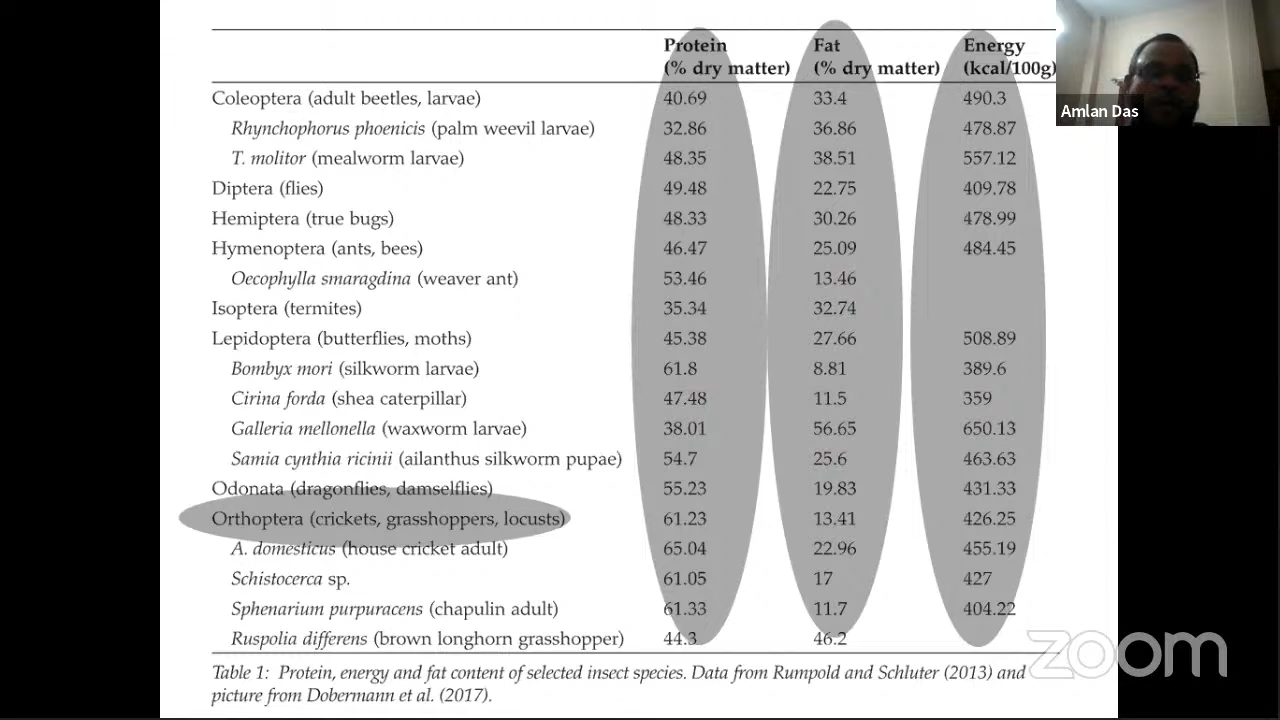 Protein Fat Energy
(% dry matter) (% dry matter) (kcal/100g)
Coleoptera (adult beetles, larvae) 40.69 33.4 490.3
Rhynchophorus phoenicis (palm weevil larvae) 32.86 36.86 478.87
T. molitor (mealworm larvae) 48.35 38.51 557.12
Diptera (flies) 49.48 22.75 409.78
Hemiptera (true bugs) 48.33 30.26 478.99
Hymenoptera (ants, bees) 46.47 25.09 484.45
Oecophylla smaragdina (weaver ant) 53.46 13.46
Isoptera (termites) 35.34 32.74
Lepidoptera (butterflies, moths) 45.38 27.66 508.89
Bombyx mori (silkworm larvae) 61.8 8.81 389.6
Cirina forda (shea caterpillar) 47.48 11.5 359
Galleria mellonella (waxworm larvae) 38.01 56.65 650.13
Samia cynthia ricinii (ailanthus silkworm pupae) 54.7 25.6 463.63
Odonata (dragonflies, damselflies) 55.23 19.83 431.33
Orthoptera (crickets, grasshoppers, locusts) 61.23 13.41 426.25
A. domesticus (house cricket adult) 65.04 22.96 455.19
Schistocerca sp. 61.05 17 427
Sphenarium purpuracens (chapulin adult) 61.33 11.7 404.22
Ruspolia differens (brown longhorn grasshopper) 44.3 46.2
Table 1: Protein, energy and fat content of selected insect species. Data from Rumpold and Schluter (2013) and
picture from Dobermann et al. (2017).
Amlan Das
zoom